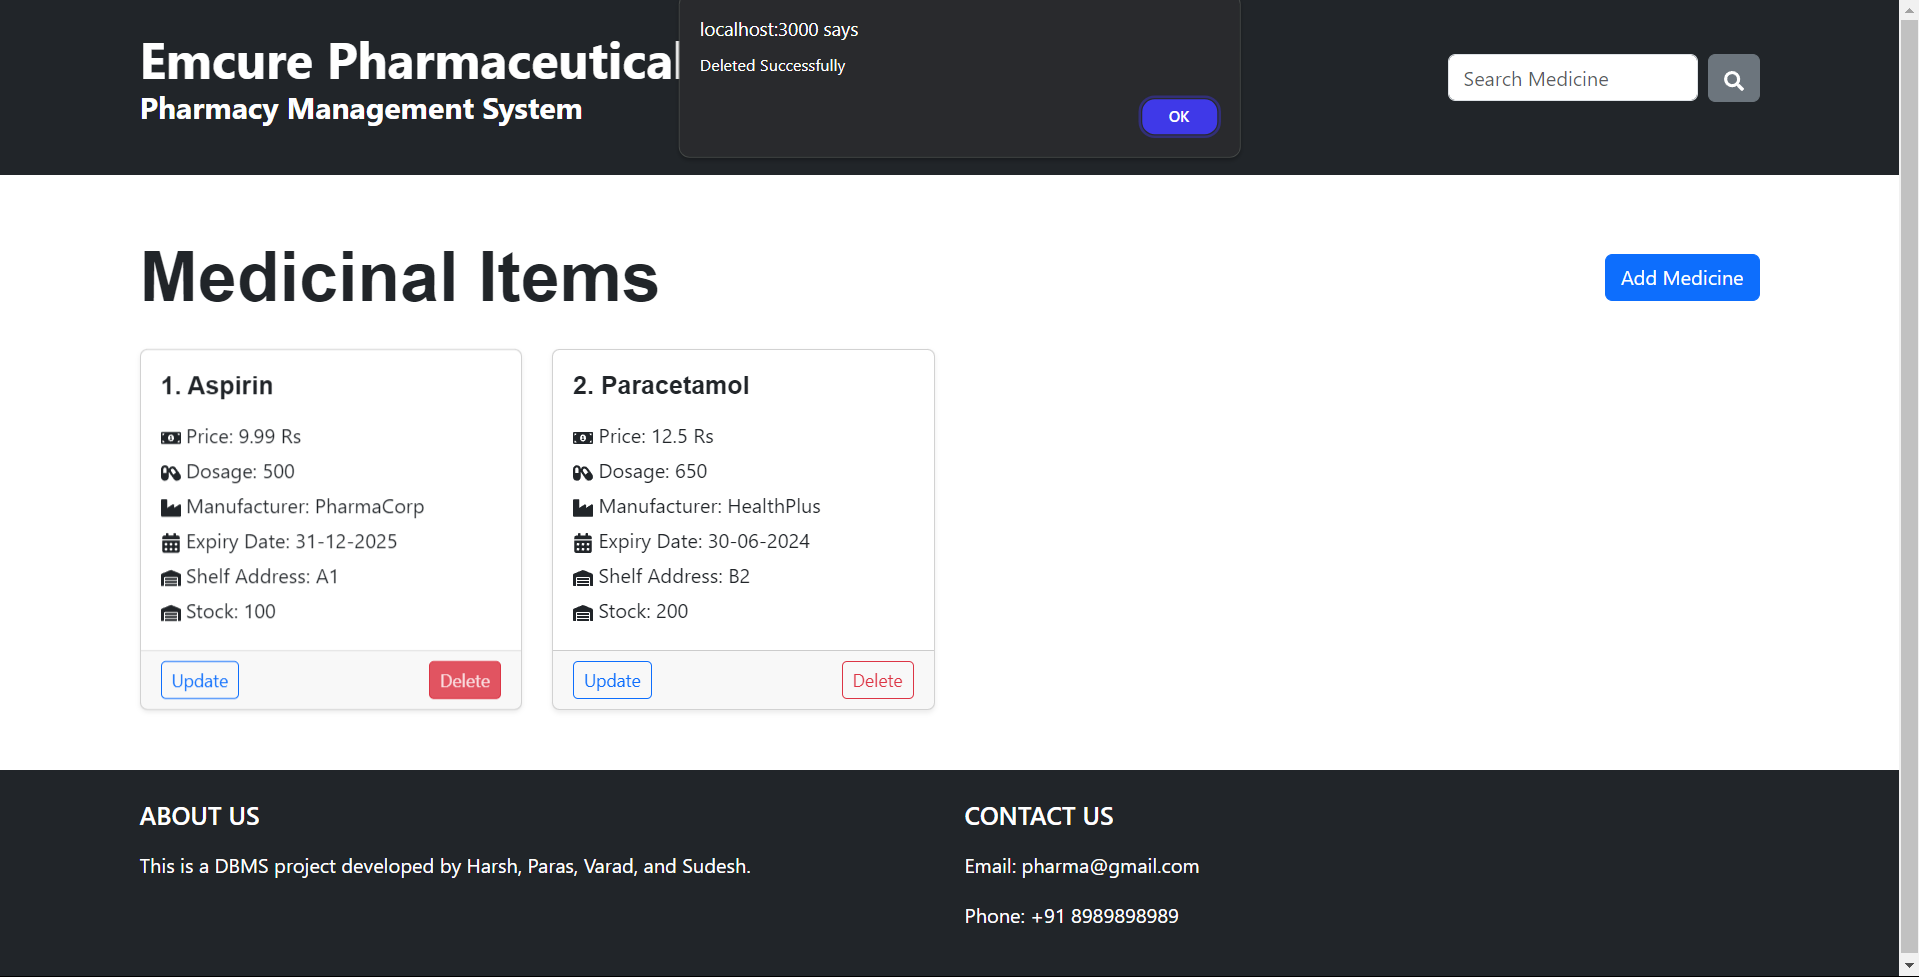 localhost:3000 says
Deleted Successfully
OK
Emcure Pharmaceutical
Pharmacy Management System
Search Medicine
Medicinal Items
Add Medicine
1. Aspirin
Price: 9.99 Rs
Dosage: 500
Manufacturer: PharmaCorp
Expiry Date: 31-12-2025
Shelf Address: A1
Stock: 100
Update
Delete
2. Paracetamol
Price: 12.5 Rs
Dosage: 650
Manufacturer: HealthPlus
Expiry Date: 30-06-2024
Shelf Address: B2
Stock: 200
Update
Delete
ABOUT US
This is a DBMS project developed by Harsh, Paras, Varad, and Sudesh.
CONTACT US
Email: pharma@gmail.com
Phone: +91 8989898989